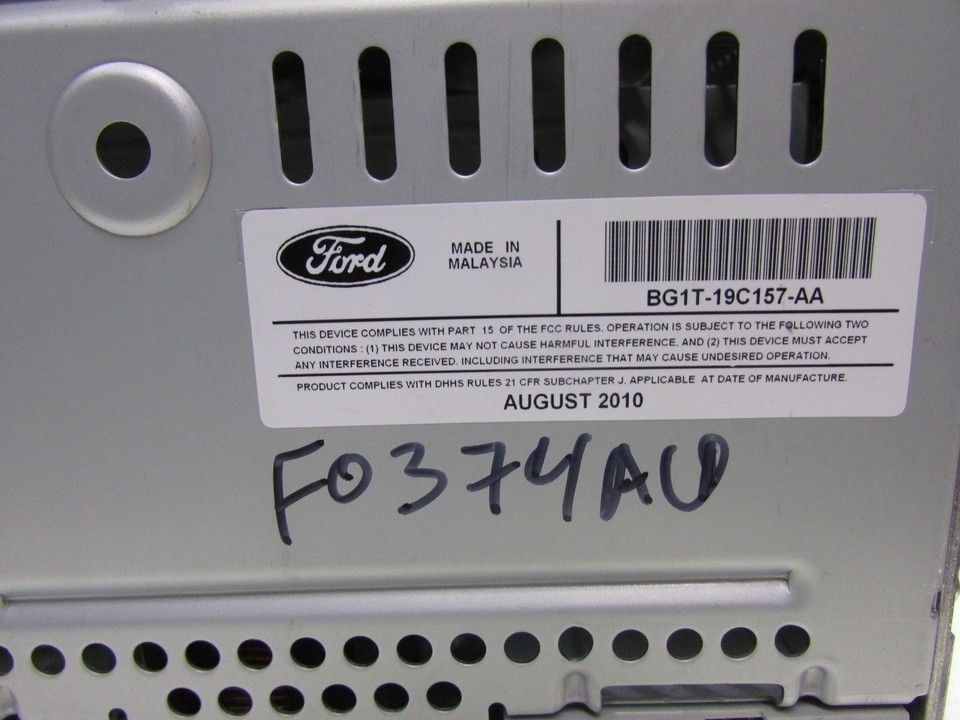 Ford
MADE IN
MALAYSIA
BG1T-19C157-AA
THIS DEVICE COMPLIES WITH PART 15 OF THE FCC RULES. OPERATION IS SUBJECT TO THE FOLLOWING TWO
CONDITIONS : (1) THIS DEVICE MAY NOT CAUSE HARMFUL INTERFERENCE, AND (2) THIS DEVICE MUST ACCEPT
ANY INTERFERENCE RECEIVED. INCLUDING INTERFERENCE THAT MAY CAUSE UNDESIRED OPERATION.
PRODUCT COMPLIES WITH DHHS RULES 21 CFR SUBCHAPTER J. APPLICABLE AT DATE OF MANUFACTURE.
AUGUST 2010
F0374AU